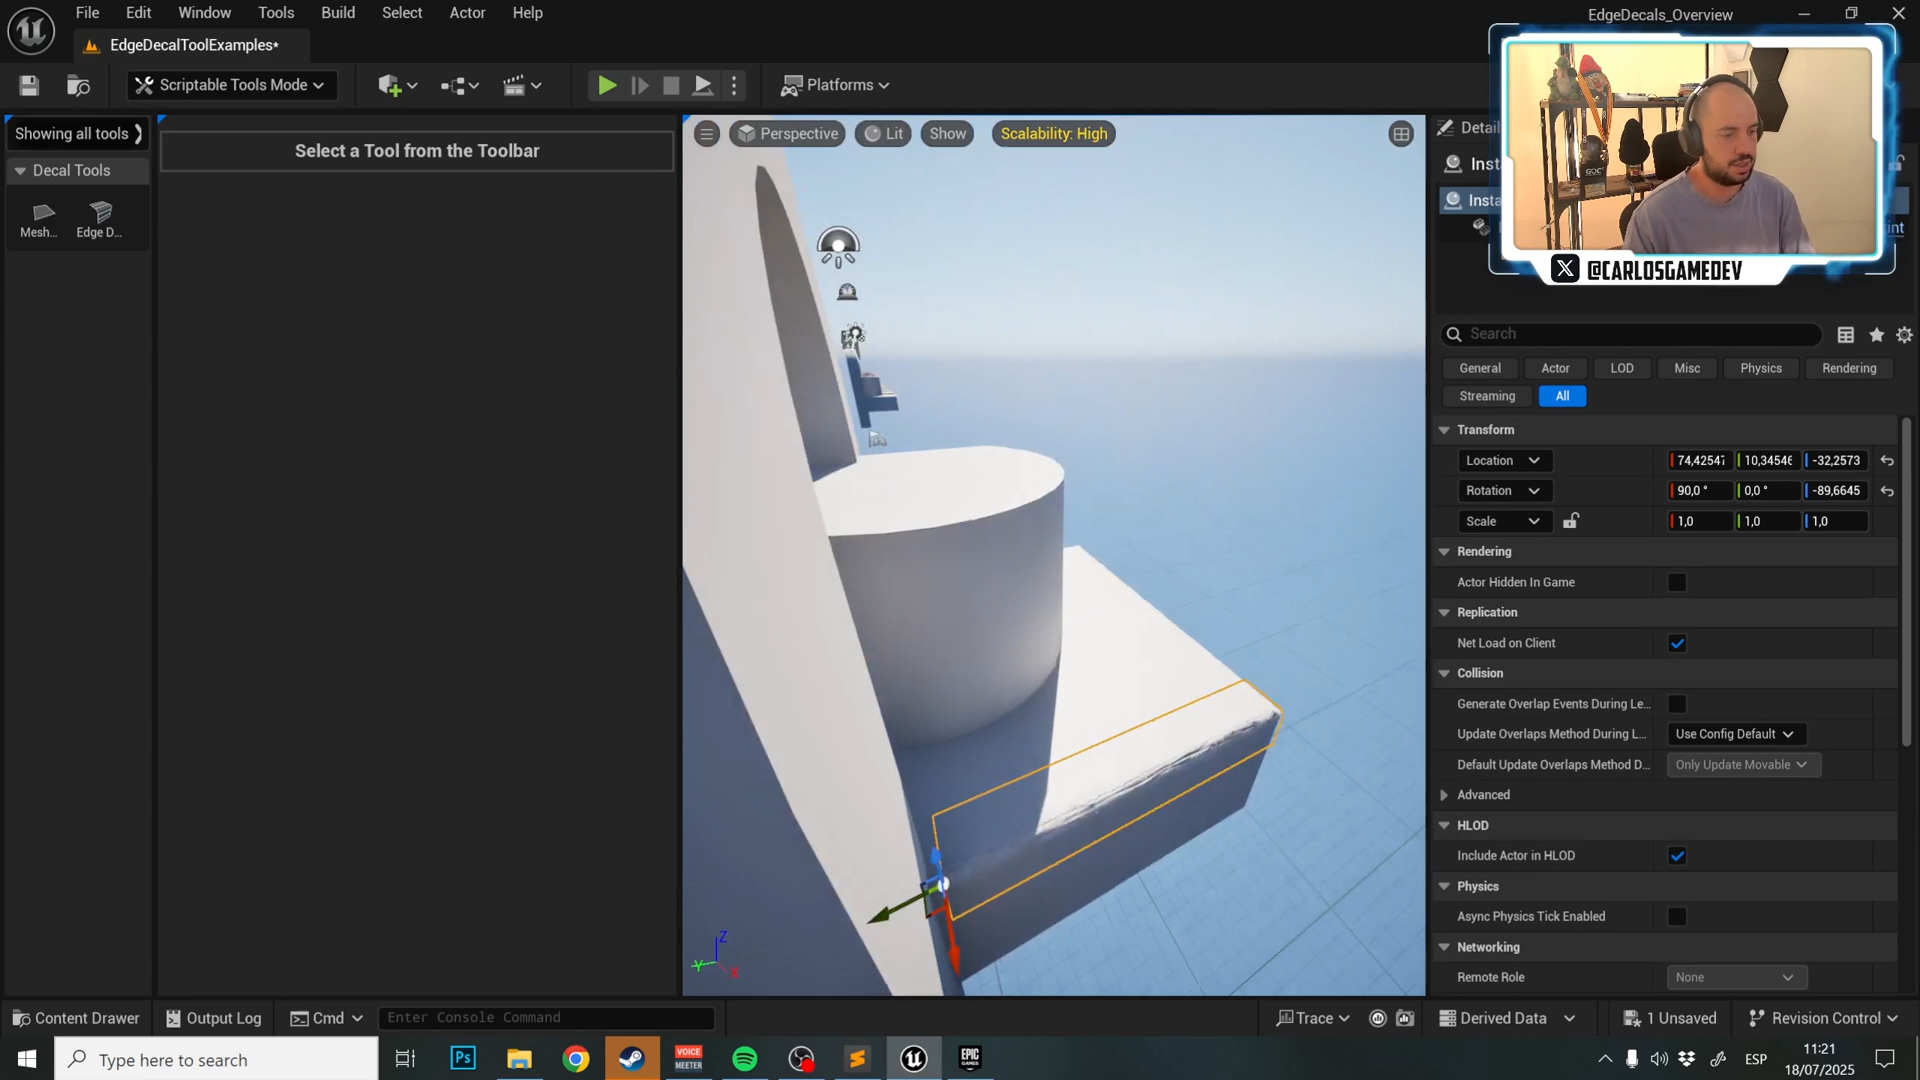 File Edit Window Tools Build Select Actor Help
EdgeDecals_Overview
EdgeDecalToolExamples*
Scriptable Tools Mode
Platforms
Showing all tools
Select a Tool from the Toolbar
Decal Tools
Mesh... Edge D...
Perspective Lit Show Scalability: High
Detail
Inst
Insta
int
@CARLOSGAMEDEV
Search
General Actor LOD Misc Physics Rendering
Streaming All
Transform
Location 74,42547 10,34546 -32,2573
Rotation 90,0 ° 0,0 ° -89,6645
Scale 1,0 1,0 1,0
Rendering
Actor Hidden In Game
Replication
Net Load on Client
Collision
Generate Overlap Events During Le...
Update Overlaps Method During L... Use Config Default
Default Update Overlaps Method D... Only Update Movable
Advanced
HLOD
Include Actor in HLOD
Physics
Async Physics Tick Enabled
Networking
Remote Role None
Z
Y X
Content Drawer Output Log Cmd Enter Console Command Trace Derived Data 1 Unsaved Revision Control
Type here to search
Ps
VOICE
MEETER
EPIC
GAMES
ESP
11:21
18/07/2025